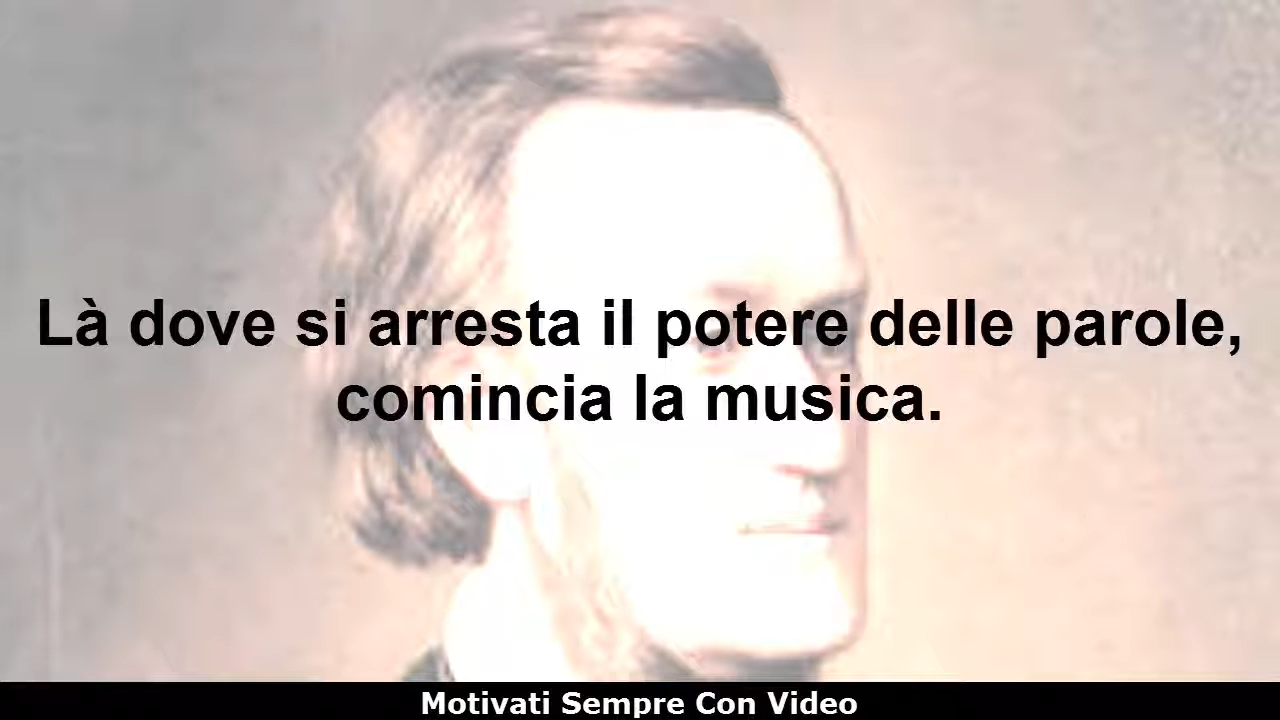 Là dove si arresta il potere delle parole,
comincia la musica.
Motivati Sempre Con Video